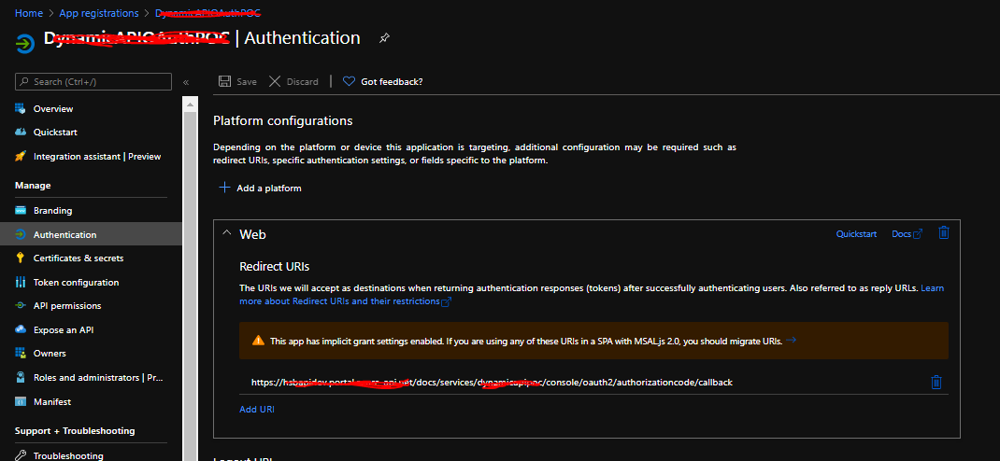 Home > App registrations >
| Authentication
Search (Ctrl+/)
«
Save
Discard
Got feedback?
Overview
Quickstart
Integration assistant | Preview
Manage
Branding
Authentication
Certificates & secrets
Token configuration
API permissions
Expose an API
Owners
Roles and administrators | Pr...
Manifest
Support + Troubleshooting
Troubleshooting
Platform configurations
Depending on the platform or device this application is targeting, additional configuration may be required such as
redirect URIs, specific authentication settings, or fields specific to the platform.
Add a platform
Web
Quickstart
Docs
Redirect URIs
The URIs we will accept as destinations when returning authentication responses (tokens) after successfully authenticating users. Also referred to as reply URLs. Learn
more about Redirect URIs and their restrictions
This app has implicit grant settings enabled. If you are using any of these URIs in a SPA with MSAL.js 2.0, you should migrate URIs.
https:// /docs/services/ /console/oauth2/authorizationcode/callback
Add URI